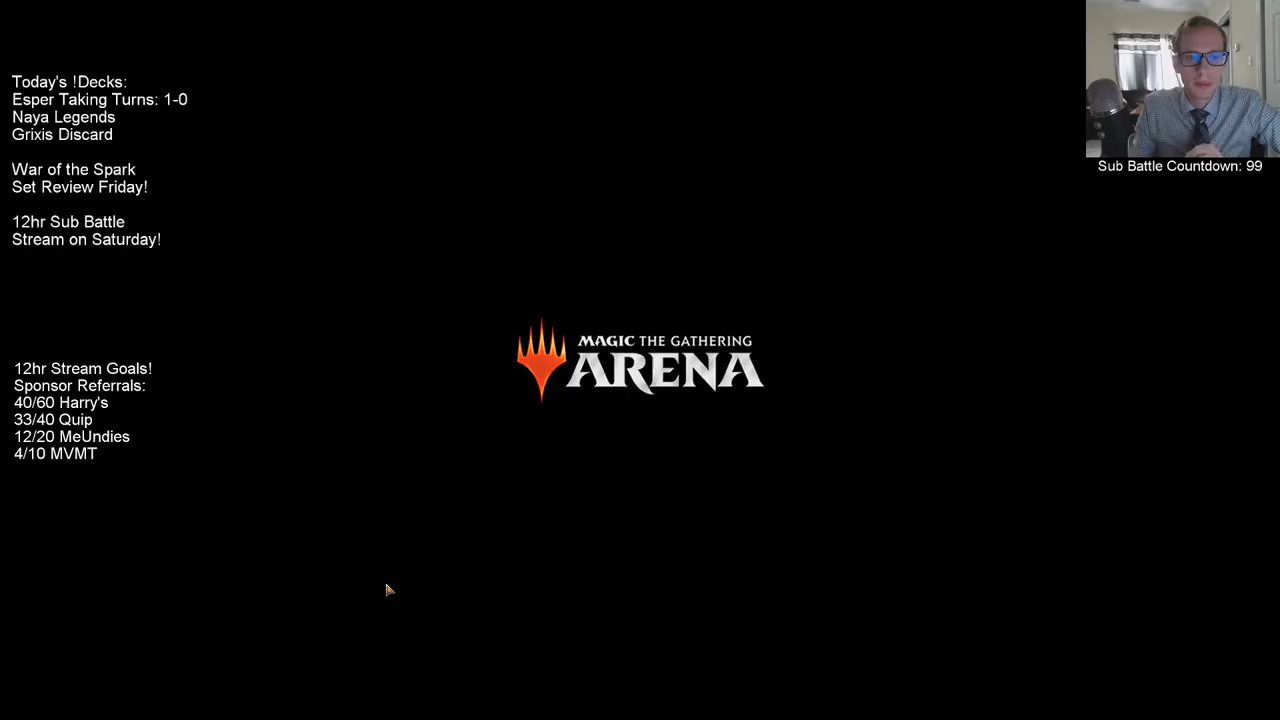 Today's !Decks:
Esper Taking Turns: 1-0
Naya Legends
Grixis Discard
War of the Spark
Set Review Friday!
12hr Sub Battle
Stream on Saturday!
12hr Stream Goals!
Sponsor Referrals:
40/60 Harry's
33/40 Quip
12/20 MeUndies
4/10 MVMT
MAGIC THE GATHERING
ARENA
Sub Battle Countdown: 99